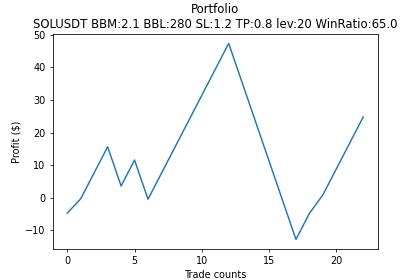 Portfolio
SOLUSDT BBM:2.1 BBL:280 SL:1.2 TP:0.8 lev:20 WinRatio:65.0
50
40
30
20
10
0
−10
Profit ($)
0 5 10 15 20
Trade counts